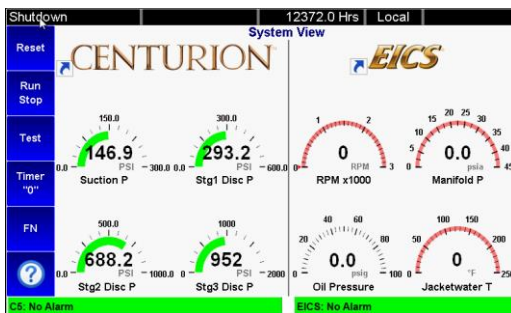 Shutdown 12372.0 Hrs Local
System View
Reset
Run
Stop
Test
Timer
"0"
FN
?
CENTURION
EICS
150.0
146.9
PSI
0.0 300.0
Suction P
300.0
293.2
PSI
0.0 600.0
Stg1 Disc P
1 2
0
RPM
0 3
RPM x1000
5 10 15 20 25 30 35 40
0.0
psia
0 45
Manifold P
500.0
688.2
PSI
0.0 1000.0
Stg2 Disc P
1000
952
PSI
0 2000
Stg3 Disc P
20 40 60 80
0.0
psig
0 100
Oil Pressure
50 100 150 200
0
°F
0 250
Jacketwater T
C5: No Alarm
EICS: No Alarm